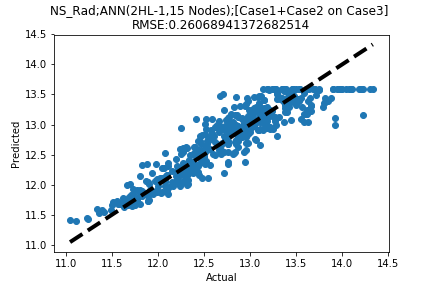 NS_Rad;ANN(2HL-1,15 Nodes);[Case1+Case2 on Case3]
RMSE:0.26068941372682514
14.5
14.0
13.5
13.0
12.5
12.0
11.5
11.0
Predicted
11.0 11.5 12.0 12.5 13.0 13.5 14.0 14.5
Actual